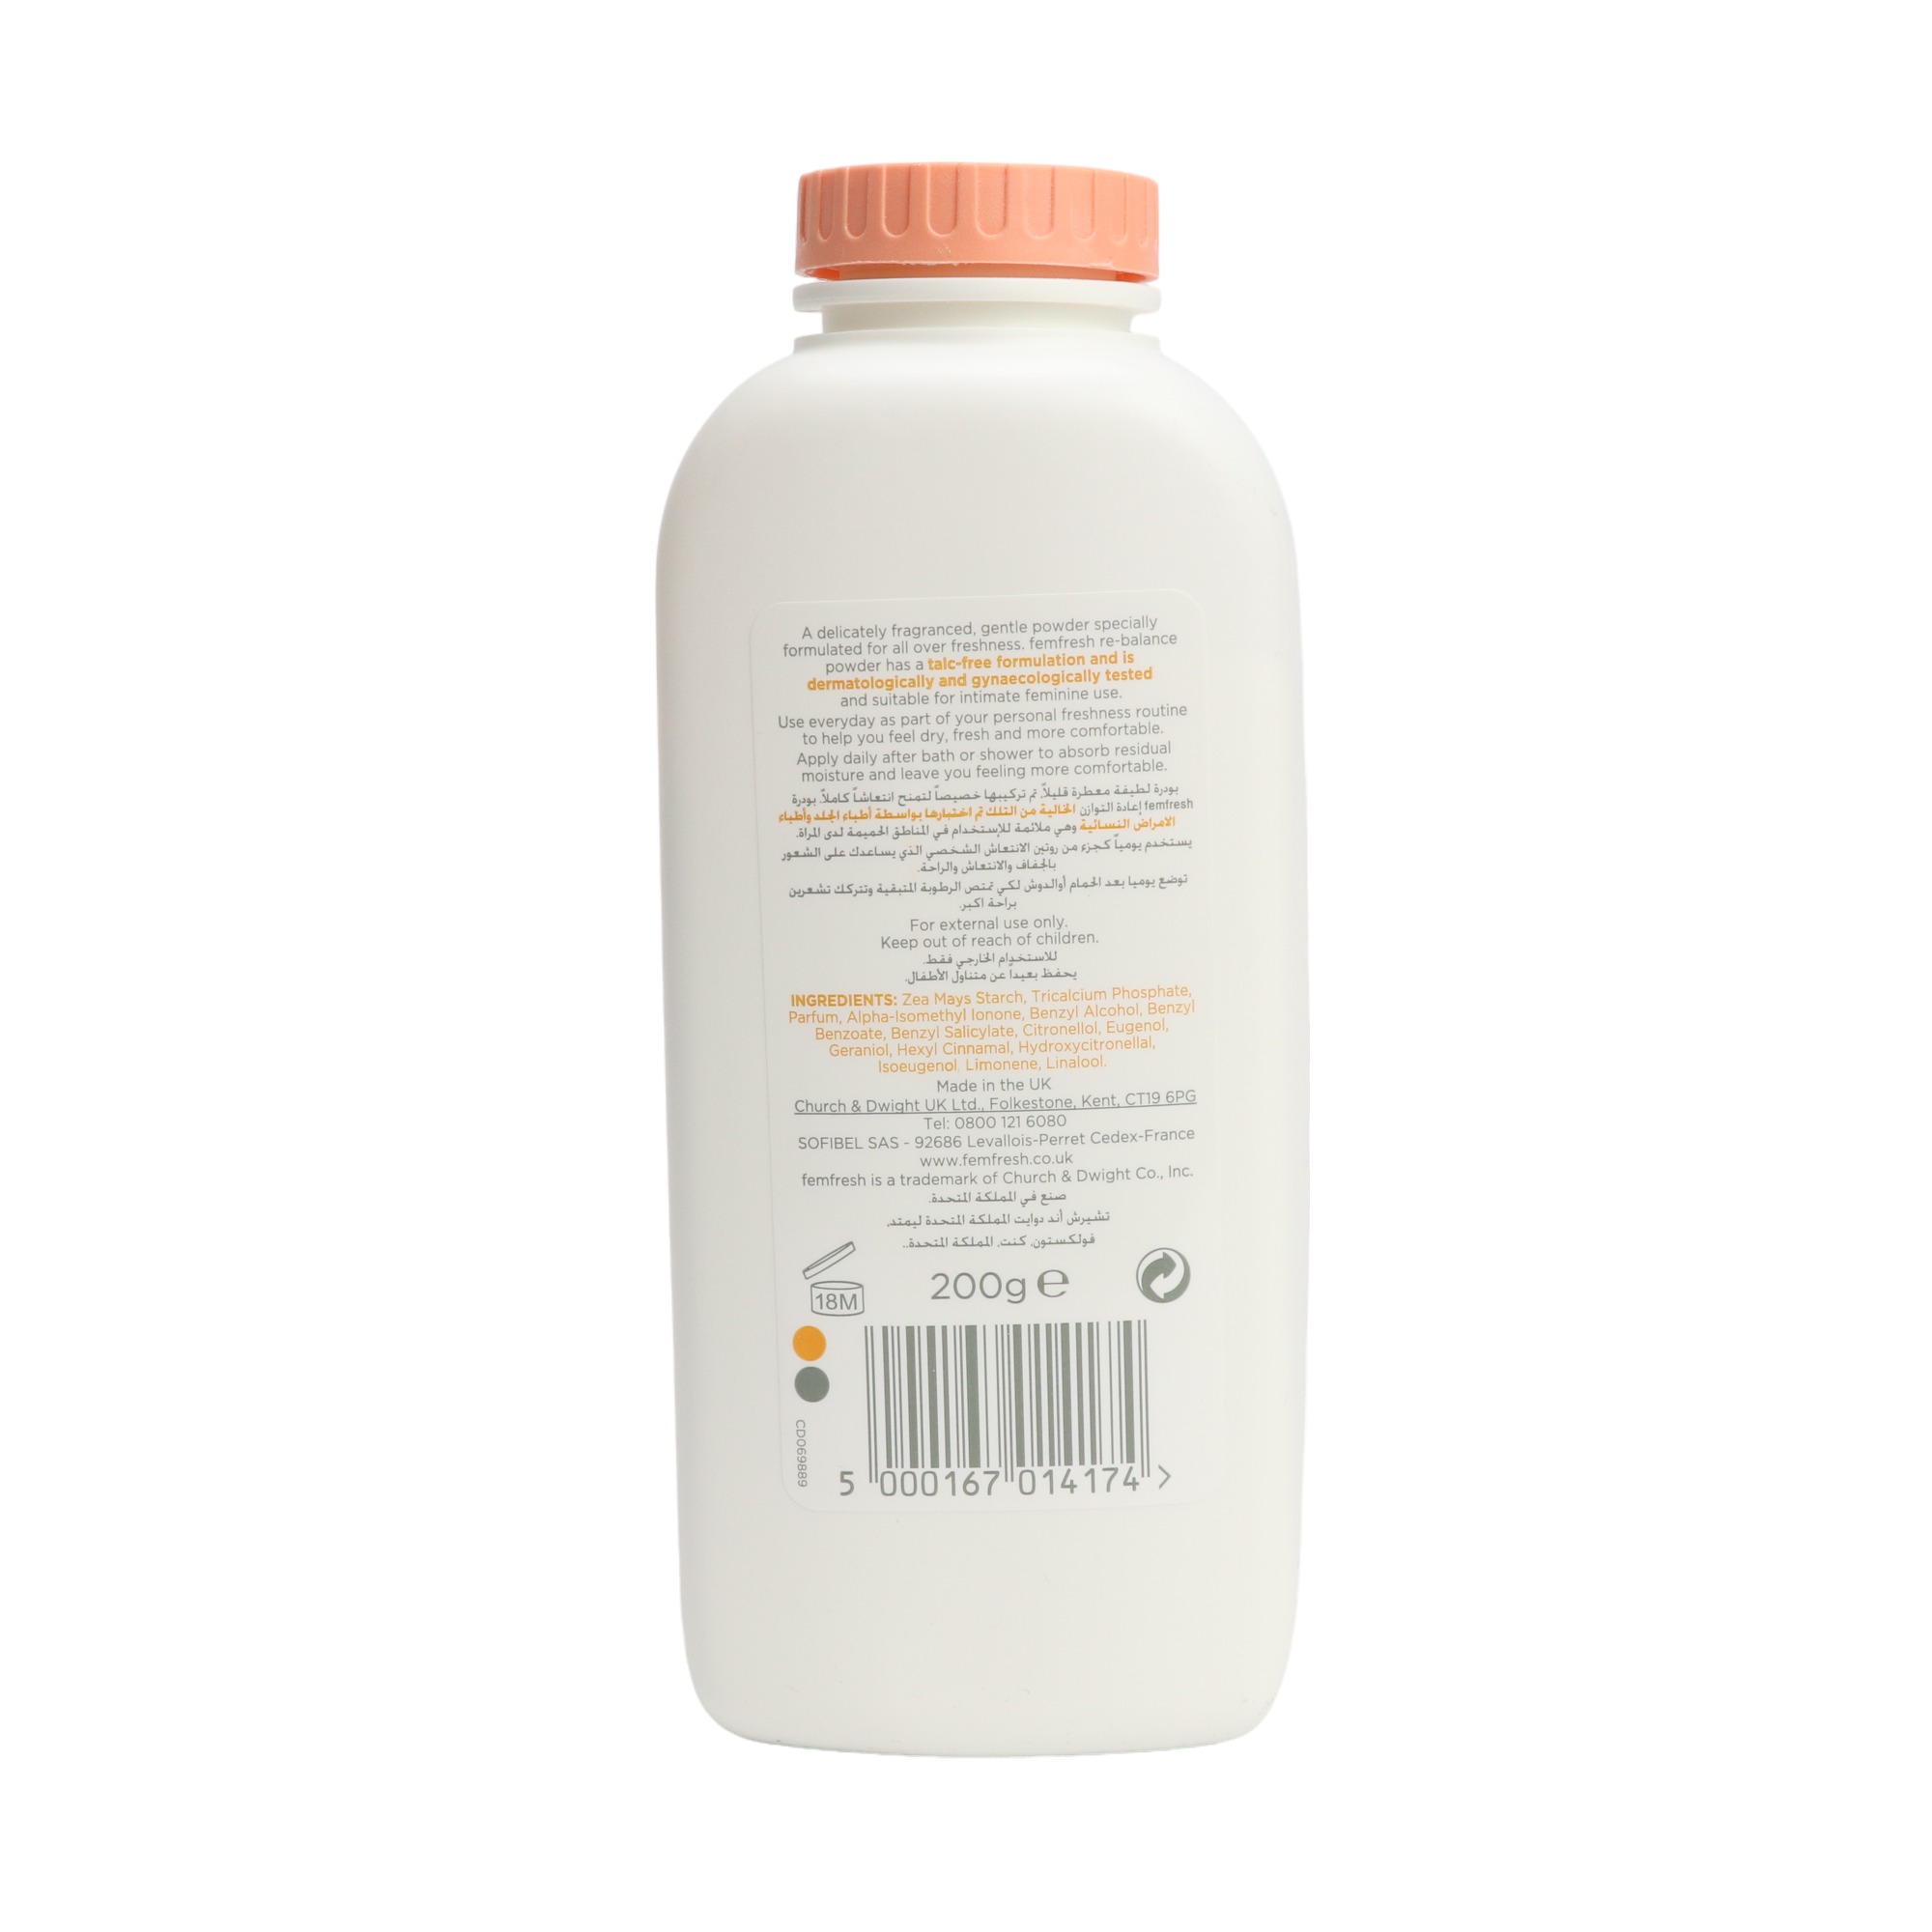 A delicately fragranced, gentle powder specially
formulated for all over freshness. femfresh re-balance
powder has a talc-free formulation and is
dermatologically and gynaecologically tested
and suitable for intimate feminine use.
Use everyday as part of your personal freshness routine
to help you feel dry, fresh and more comfortable.
Apply daily after bath or shower to absorb residual
moisture and leave you feeling more comfortable.
بودرة لطيفة معطرة قليلاً. تم تركيبها خصيصاً لتمنح انتعاشاً كاملاً. بودرة
femfresh إعادة التوازن الخالية من التلك تم اختبارها بواسطة أطباء الجلد وأطباء
الامراض النسائية وهي ملائمة للإستخدام في المناطق الحميمة لدى المراة.
يستخدم يومياً كجزء من روتين الانتعاش الشخصي الذي يساعدك على الشعور
بالجفاف والانتعاش والراحة.
توضع يوميا بعد الحمام أوالدوش لكي تمتص الرطوبة المتبقية وتتركك تشعرين
براحة اكبر.
For external use only.
Keep out of reach of children.
للاستخدام الخارجي فقط.
يحفظ بعيداً عن متناول الأطفال.
INGREDIENTS: Zea Mays Starch, Tricalcium Phosphate,
Parfum, Alpha-Isomethyl Ionone, Benzyl Alcohol, Benzyl
Benzoate, Benzyl Salicylate, Citronellol, Eugenol,
Geraniol, Hexyl Cinnamal, Hydroxycitronellal,
Isoeugenol. Limonene, Linalool.
Made in the UK
Church & Dwight UK Ltd., Folkestone, Kent, CT19 6PG
Tel: 0800 121 6080
SOFIBEL SAS - 92686 Levallois-Perret Cedex-France
www.femfresh.co.uk
femfresh is a trademark of Church & Dwight Co., Inc.
صنع في المملكة المتحدة.
تشيرش أند دوايت المملكة المتحدة ليمتد,
فولكستون, كنت, المملكة المتحدة..
18M
200g ℮
CD069889
5 000167 014174 >